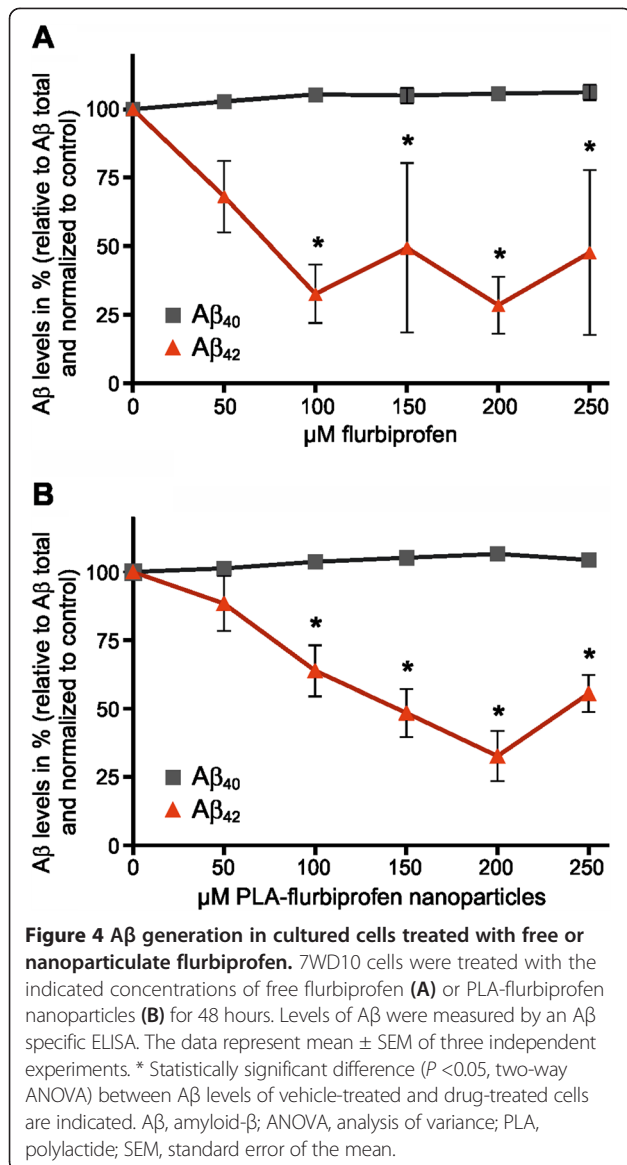 A
Aβ levels in % (relative to Aβ total
and normalized to control)
100
75
50
25
0
*
*
*
*
Aβ40
Aβ42
0 50 100 150 200 250
µM flurbiprofen
B
Aβ levels in % (relative to Aβ total
and normalized to control)
100
75
50
25
0
*
*
*
*
Aβ40
Aβ42
0 50 100 150 200 250
µM PLA-flurbiprofen nanoparticles
Figure 4 Aβ generation in cultured cells treated with free or
nanoparticulate flurbiprofen. 7WD10 cells were treated with the
indicated concentrations of free flurbiprofen (A) or PLA-flurbiprofen
nanoparticles (B) for 48 hours. Levels of Aβ were measured by an Aβ
specific ELISA. The data represent mean ± SEM of three independent
experiments. * Statistically significant difference (P <0.05, two-way
ANOVA) between Aβ levels of vehicle-treated and drug-treated cells
are indicated. Aβ, amyloid-β; ANOVA, analysis of variance; PLA,
polylactide; SEM, standard error of the mean.